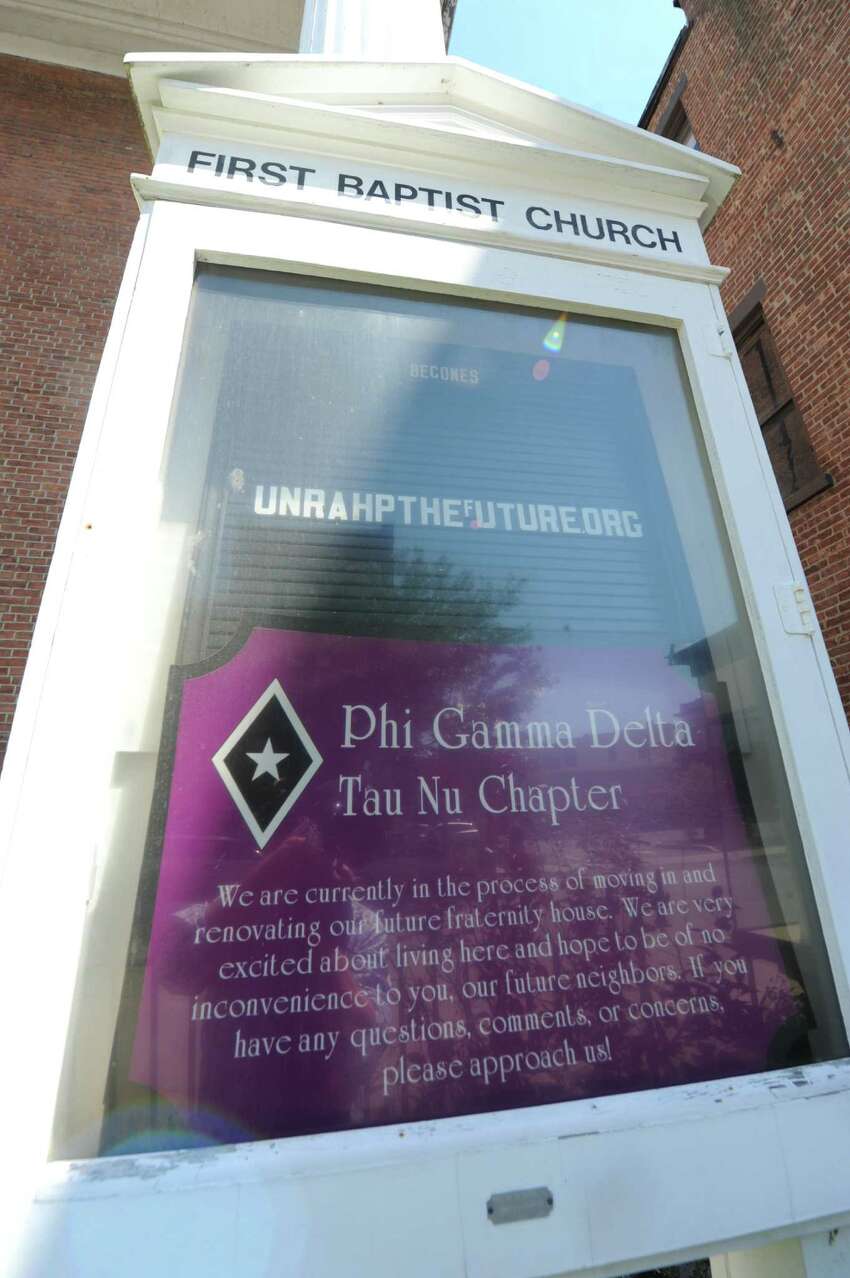 FIRST BAPTIST CHURCH
BECOMES
UNRAHPTHEFUTURE.ORG
Phi Gamma Delta
Tau Nu Chapter
We are currently in the process of moving in and
renovating our future fraternity house. We are very
excited about living here and hope to be of no
inconvenience to you, our future neighbors. If you
have any questions, comments, or concerns,
please approach us!